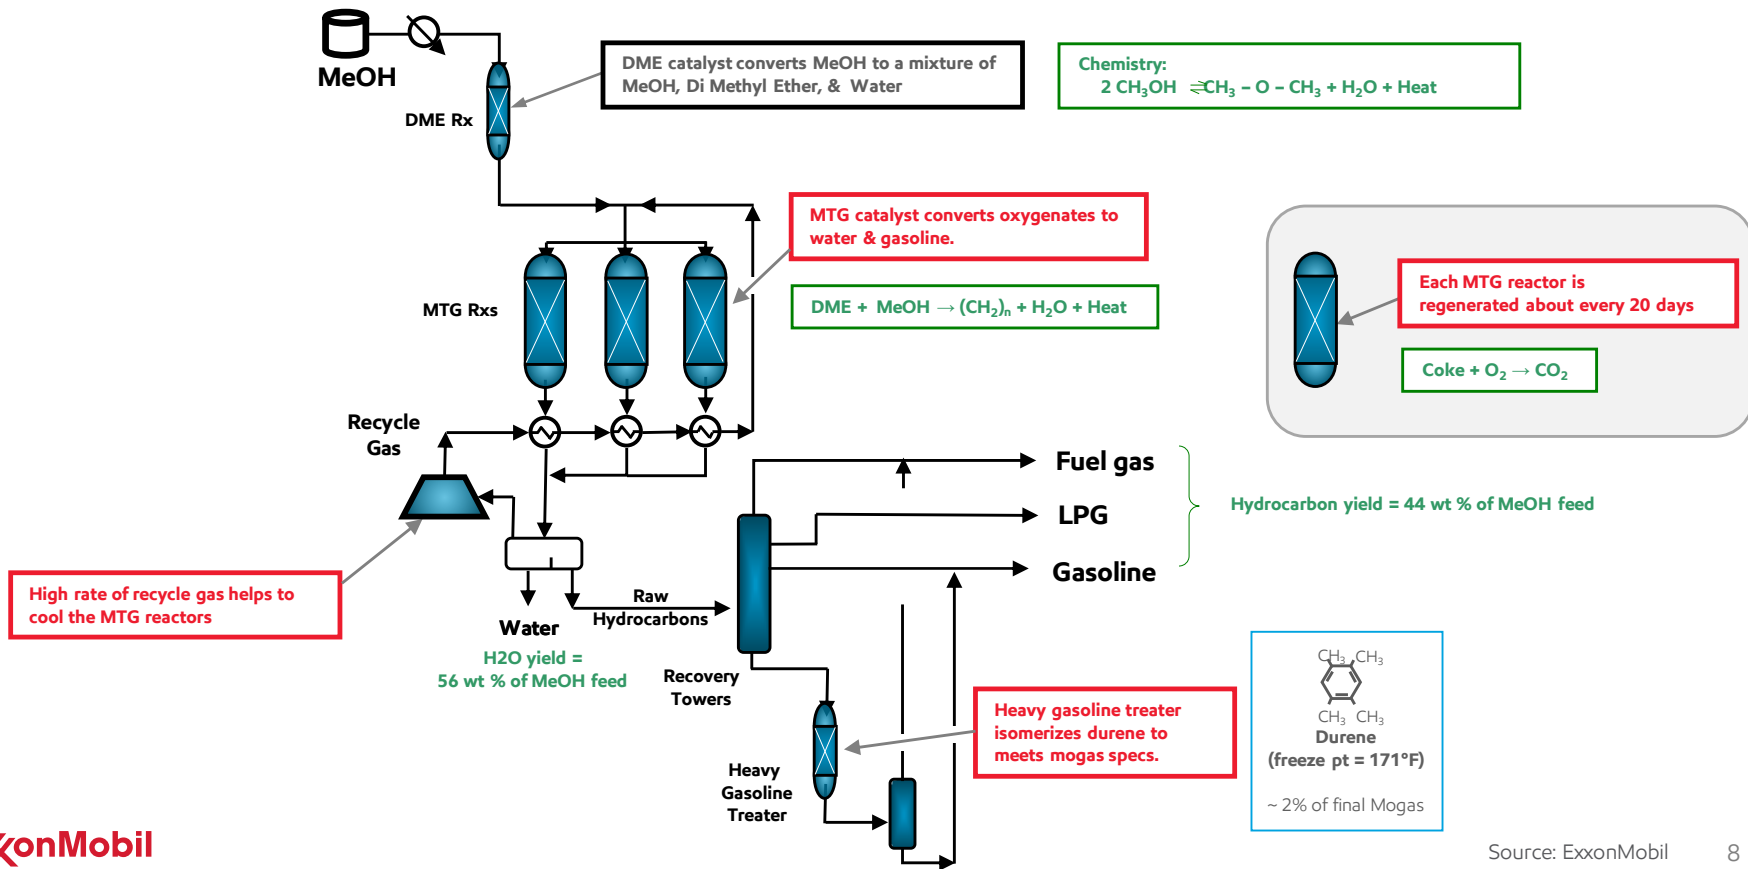 MeOH
DME catalyst converts MeOH to a mixture of
MeOH, Di Methyl Ether, & Water
Chemistry:
2 CH₃OH ⇌ CH₃ – O – CH₃ + H₂O + Heat
DME Rx
MTG catalyst converts oxygenates to
water & gasoline.
MTG Rxs
DME + MeOH → (CH₂)ₙ + H₂O + Heat
Each MTG reactor is
regenerated about every 20 days
Coke + O₂ → CO₂
Recycle
Gas
Fuel gas
LPG
Gasoline
Hydrocarbon yield = 44 wt % of MeOH feed
High rate of recycle gas helps to
cool the MTG reactors
Raw
Hydrocarbons
Water
H2O yield =
56 wt % of MeOH feed
Recovery
Towers
Heavy gasoline treater
isomerizes durene to
meets mogas specs.
Heavy
Gasoline
Treater
CH₃ CH₃
CH₃ CH₃
Durene
(freeze pt = 171°F)
~ 2% of final Mogas
xonMobil
Source: ExxonMobil 8